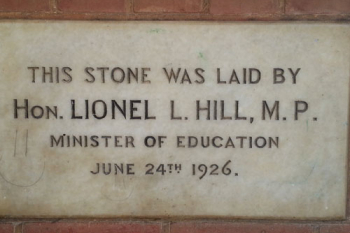 THIS STONE WAS LAID BY
HON. LIONEL L. HILL, M.P.
MINISTER OF EDUCATION
JUNE 24TH 1926.